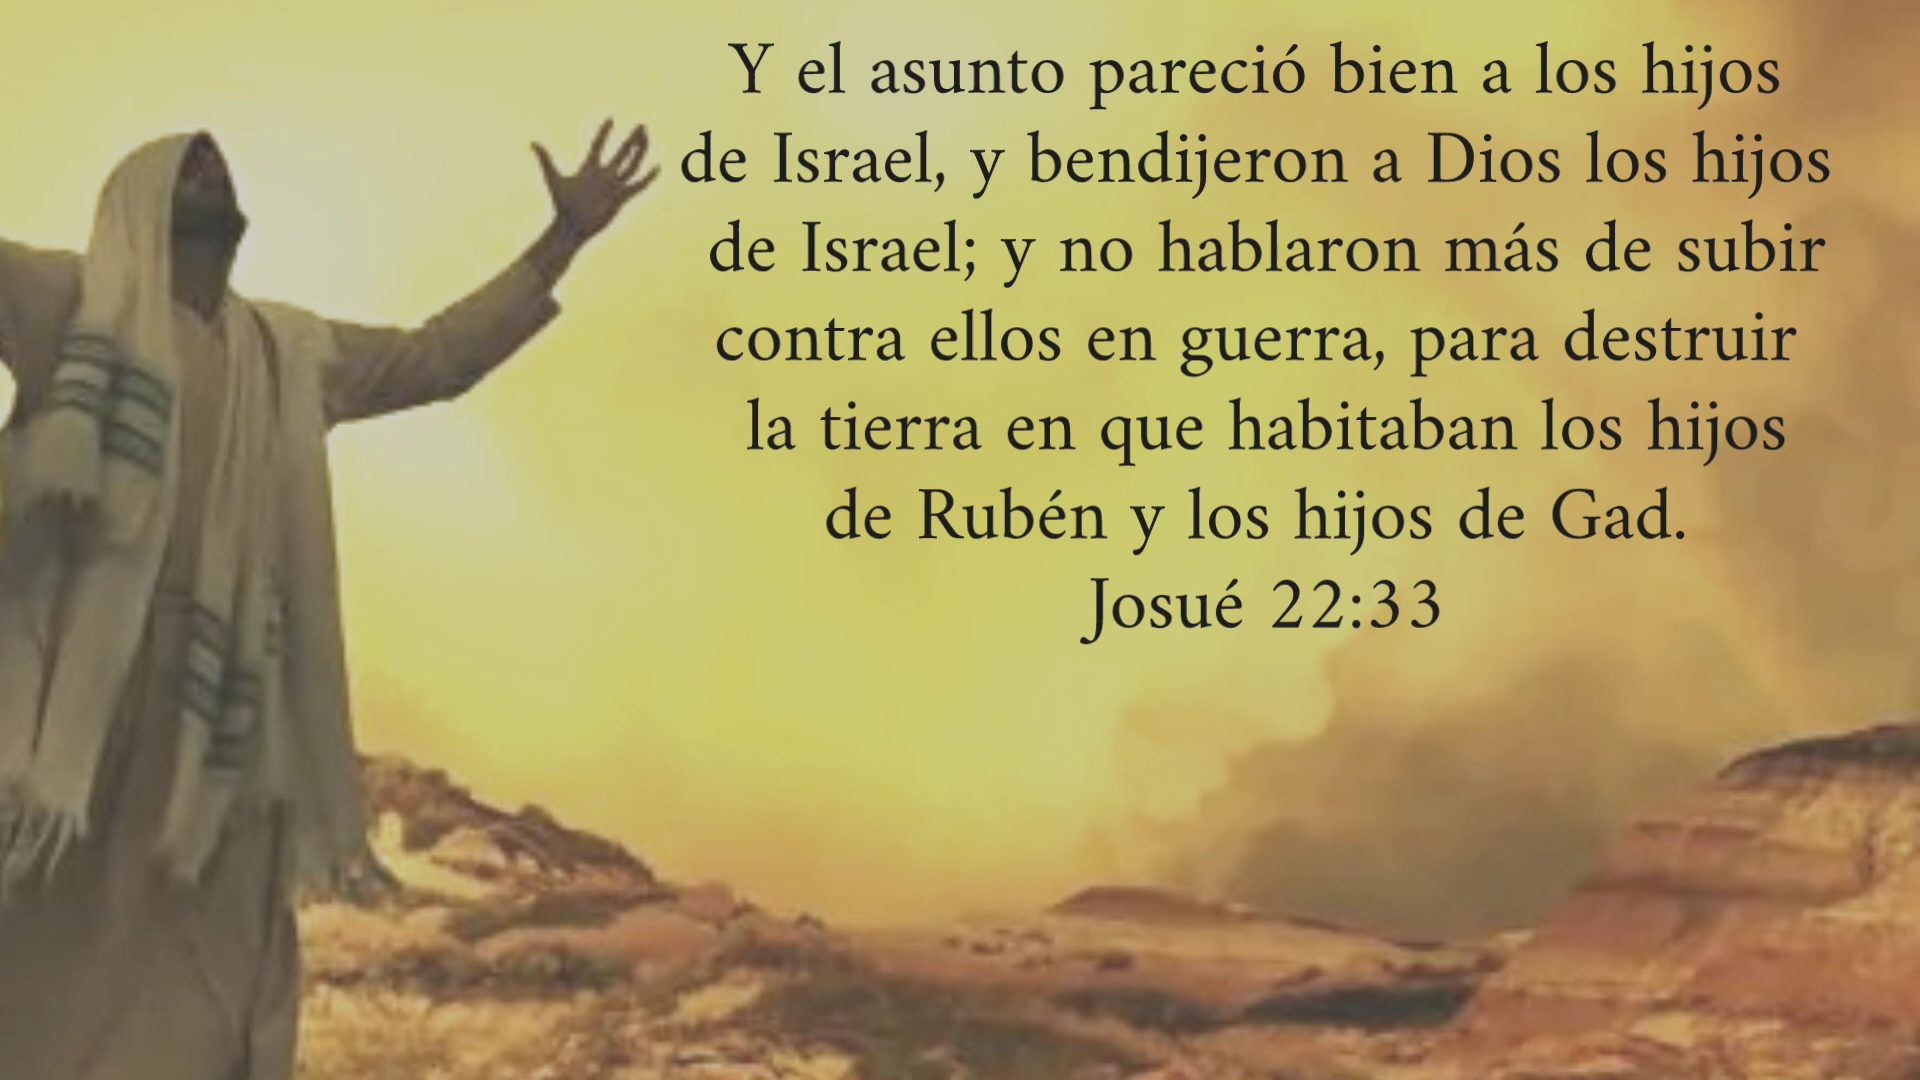 Y el asunto pareció bien a los hijos
de Israel, y bendijeron a Dios los hijos
de Israel; y no hablaron más de subir
contra ellos en guerra, para destruir
la tierra en que habitaban los hijos
de Rubén y los hijos de Gad.
Josué 22:33